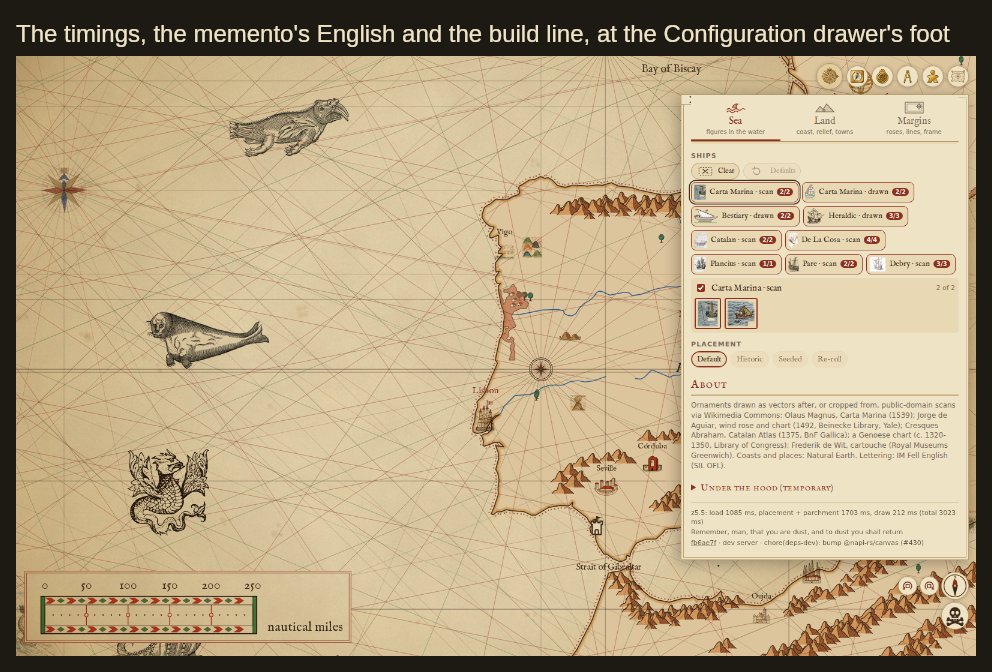 The timings, the memento's English and the build line, at the Configuration drawer's foot
Bay of Biscay
Vigo
Lisbon
Córduba
Seville
Strait of Gibraltar
Oujda
0 50 100 150 200 250
nautical miles
Sea
figures in the water
Land
coast, relief, towns
Margins
roses, lines, frame
SHIPS
Clear
Defaults
Carta Marina · scan 2/2
Carta Marina · drawn 2/2
Bestiary · drawn 2/2
Heraldic · drawn 3/3
Catalan · scan 2/2
De La Cosa · scan 4/4
Plancius · scan 1/1
Pare · scan 2/2
Debry · scan 3/3
Carta Marina · scan
2 of 2
PLACEMENT
Default Historic Seeded Re-roll
About
Ornaments drawn as vectors after, or cropped from, public-domain scans
via Wikimedia Commons: Olaus Magnus, Carta Marina (1539); Jorge de
Aguiar, wind rose and chart (1492, Beinecke Library, Yale); Cresques
Abraham, Catalan Atlas (1375, BnF Gallica); a Genoese chart (c. 1320-
1350, Library of Congress); Frederik de Wit, cartouche (Royal Museums
Greenwich). Coasts and places: Natural Earth. Lettering: IM Fell English
(SIL OFL).
Under the hood (temporary)
z5.5: load 1085 ms, placement + parchment 1703 ms, draw 212 ms (total 3023
ms)
Remember, man, that you are dust, and to dust you shall return
fb6ae7f · dev server · chore(deps-dev): bump @napi-rs/canvas (#430)